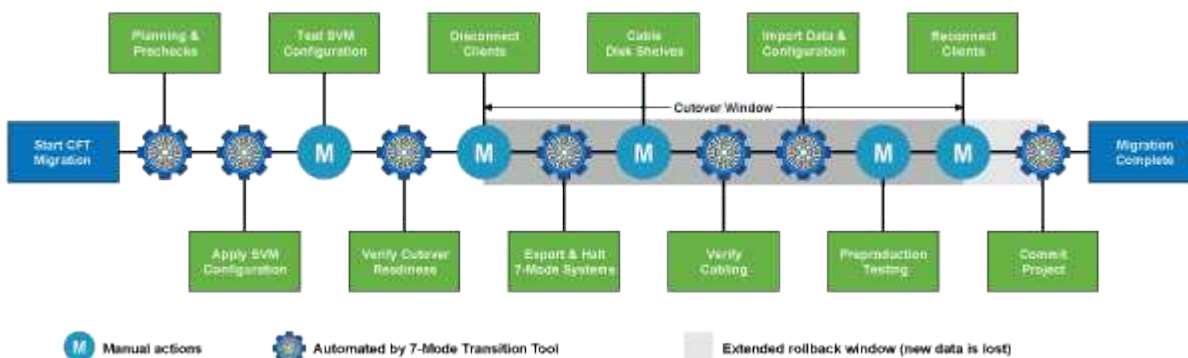 Planning &
Prechecks
Test SVM
Configuration
Disconnect
Clients
Cable
Disk Shelves
Import Data &
Configuration
Reconnect
Clients
Cutover Window
Start CFT
Migration
M
M
M
M
M
Migration
Complete
Apply SVM
Configuration
Verify Cutover
Readiness
Export & Halt
7-Mode Systems
Verify
Cabling
Preproduction
Testing
Commit
Project
M Manual actions
Automated by 7-Mode Transition Tool
Extended rollback window (new data is lost)